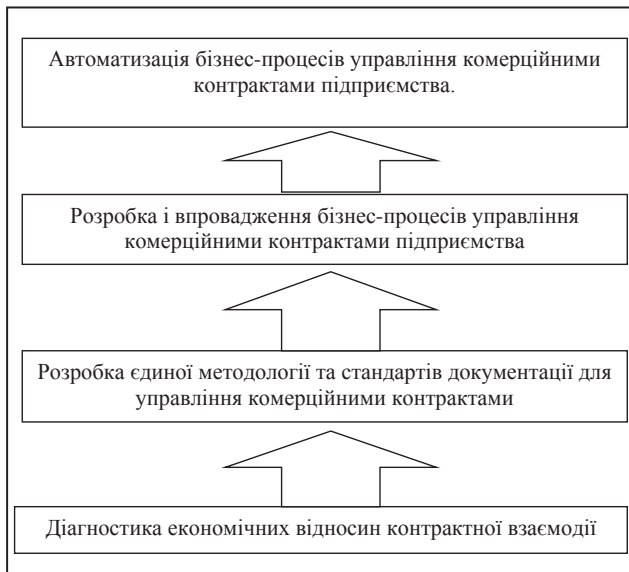 Автоматизація бізнес-процесів управління комерційними
контрактами підприємства.
Розробка і впровадження бізнес-процесів управління
комерційними контрактами підприємства
Розробка єдиної методології та стандартів документації для
управління комерційними контрактами
Діагностика економічних відносин контрактної взаємодії